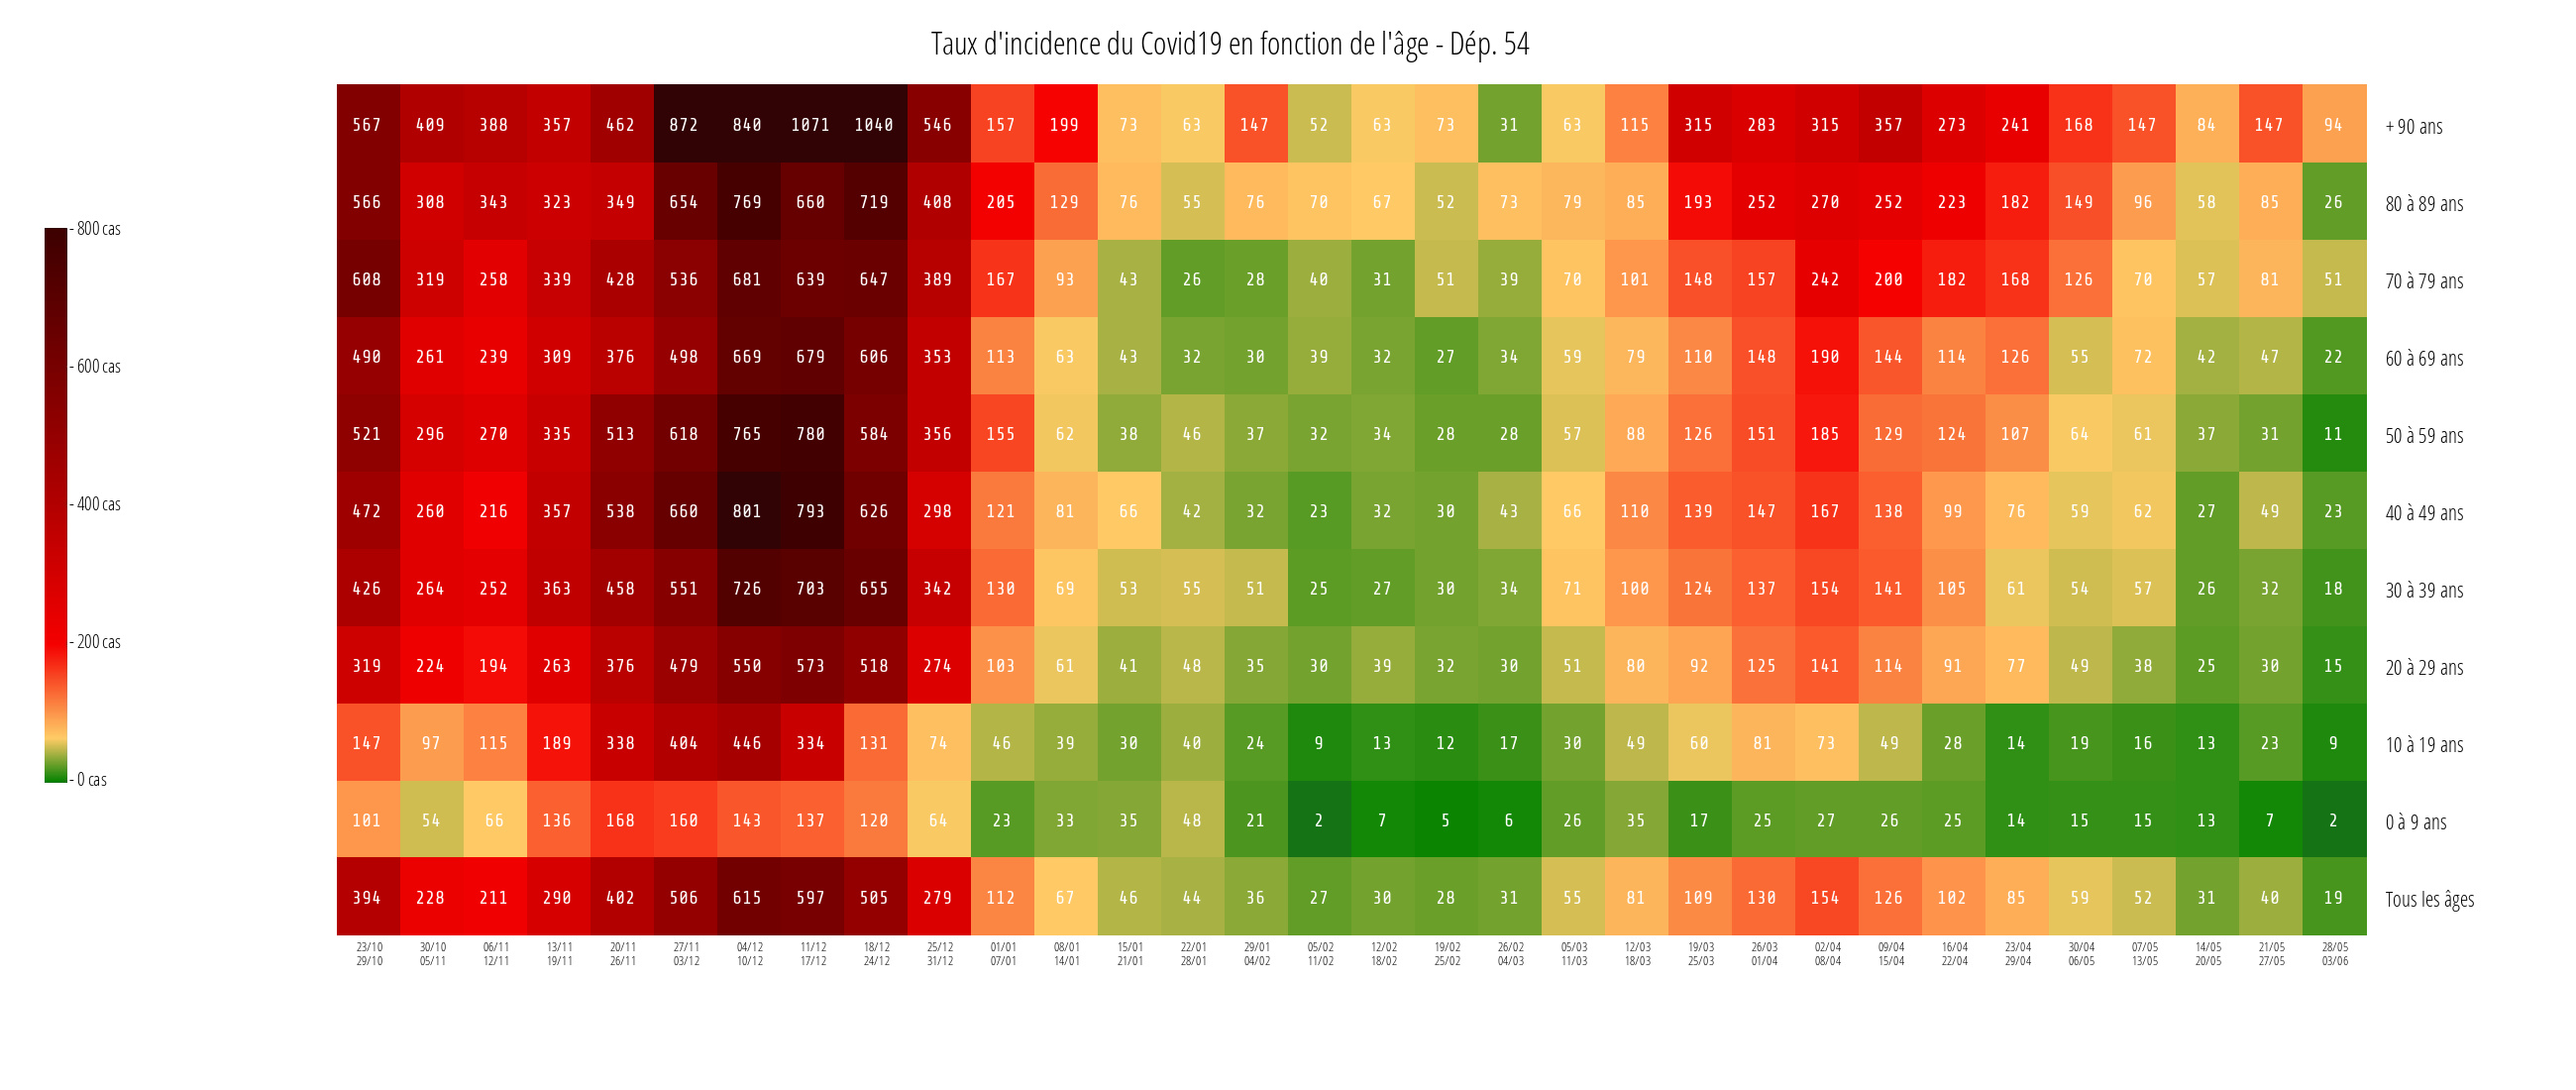 Taux d'incidence du Covid19 en fonction de l'âge - Dép. 54
- 800 cas
- 600 cas
- 400 cas
- 200 cas
- 0 cas
567 409 388 357 462 872 840 1071 1040 546 157 199 73 63 147 52 63 73 31 63 115 315 283 315 357 273 241 168 147 84 147 94 + 90 ans
566 308 343 323 349 654 769 660 719 408 205 129 76 55 76 70 67 52 73 79 85 193 252 270 252 223 182 149 96 58 85 26 80 à 89 ans
608 319 258 339 428 536 681 639 647 389 167 93 43 26 28 40 31 51 39 70 101 148 157 242 200 182 168 126 70 57 81 51 70 à 79 ans
490 261 239 309 376 498 669 679 606 353 113 63 43 32 30 39 32 27 34 59 79 110 148 190 144 114 126 55 72 42 47 22 60 à 69 ans
521 296 270 335 513 618 765 780 584 356 155 62 38 46 37 32 34 28 28 57 88 126 151 185 129 124 107 64 61 37 31 11 50 à 59 ans
472 260 216 357 538 660 801 793 626 298 121 81 66 42 32 23 32 30 43 66 110 139 147 167 138 99 76 59 62 27 49 23 40 à 49 ans
426 264 252 363 458 551 726 703 655 342 130 69 53 55 51 25 27 30 34 71 100 124 137 154 141 105 61 54 57 26 32 18 30 à 39 ans
319 224 194 263 376 479 550 573 518 274 103 61 41 48 35 30 39 32 30 51 80 92 125 141 114 91 77 49 38 25 30 15 20 à 29 ans
147 97 115 189 338 404 446 334 131 74 46 39 30 40 24 9 13 12 17 30 49 60 81 73 49 28 14 19 16 13 23 9 10 à 19 ans
101 54 66 136 168 160 143 137 120 64 23 33 35 48 21 2 7 5 6 26 35 17 25 27 26 25 14 15 15 13 7 2 0 à 9 ans
394 228 211 290 402 506 615 597 505 279 112 67 46 44 36 27 30 28 31 55 81 109 130 154 126 102 85 59 52 31 40 19 Tous les âges
23/10 30/10 06/11 13/11 20/11 27/11 04/12 11/12 18/12 25/12 01/01 08/01 15/01 22/01 29/01 05/02 12/02 19/02 26/02 05/03 12/03 19/03 26/03 02/04 09/04 16/04 23/04 30/04 07/05 14/05 21/05 28/05
29/10 05/11 12/11 19/11 26/11 03/12 10/12 17/12 24/12 31/12 07/01 14/01 21/01 28/01 04/02 11/02 18/02 25/02 04/03 11/03 18/03 25/03 01/04 08/04 15/04 22/04 29/04 06/05 13/05 20/05 27/05 03/06